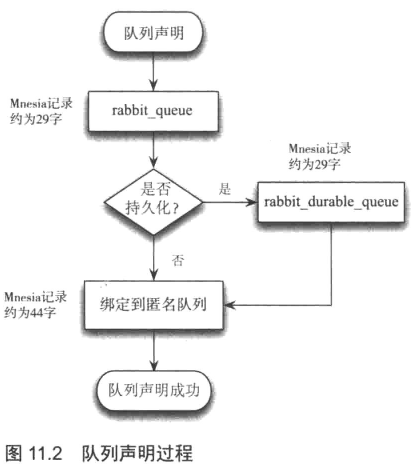 队列声明
Mnesia记录
约为29字
rabbit_queue
Mnesia记录
约为29字
是否
持久化?
是
rabbit_durable_queue
否
Mnesia记录
约为44字
绑定到匿名队列
队列声明成功
图 11.2 队列声明过程